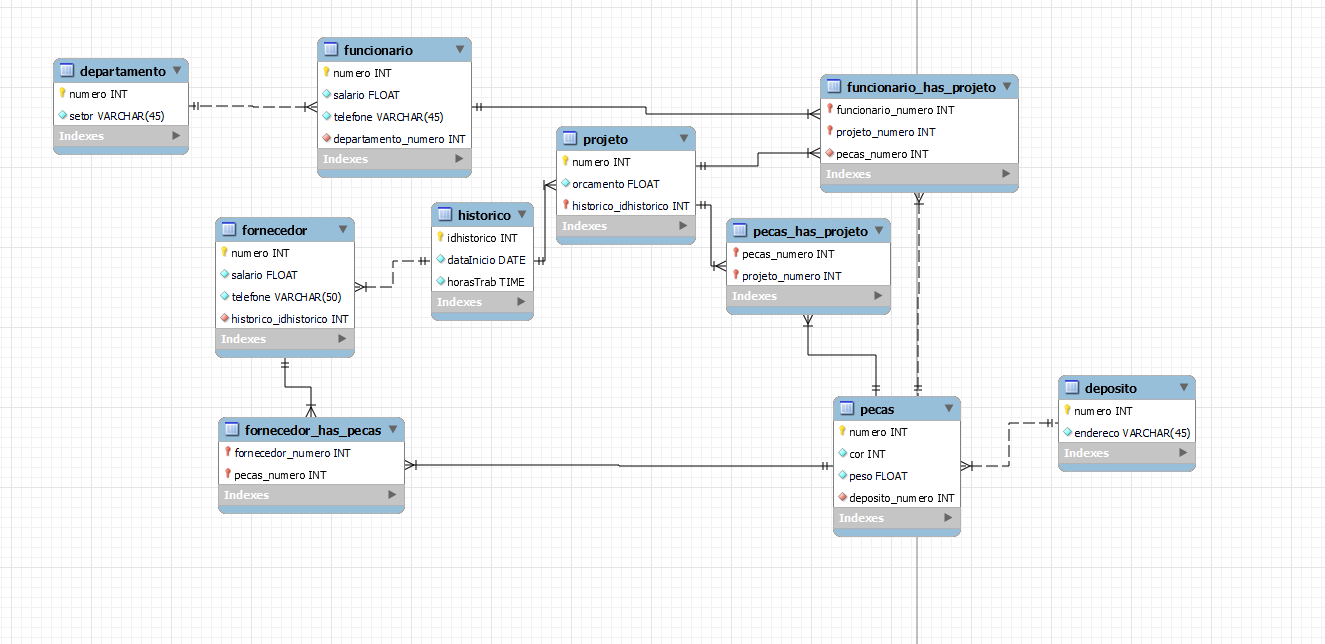 departamento
numero INT
setor VARCHAR(45)
Indexes
funcionario
numero INT
salario FLOAT
telefone VARCHAR(45)
departamento_numero INT
Indexes
funcionario_has_projeto
funcionario_numero INT
projeto_numero INT
pecas_numero INT
Indexes
projeto
numero INT
orcamento FLOAT
historico_idhistorico INT
Indexes
historico
idhistorico INT
dataInicio DATE
horasTrab TIME
Indexes
fornecedor
numero INT
salario FLOAT
telefone VARCHAR(50)
historico_idhistorico INT
Indexes
pecas_has_projeto
pecas_numero INT
projeto_numero INT
Indexes
fornecedor_has_pecas
fornecedor_numero INT
pecas_numero INT
Indexes
pecas
numero INT
cor INT
peso FLOAT
deposito_numero INT
Indexes
deposito
numero INT
endereco VARCHAR(45)
Indexes